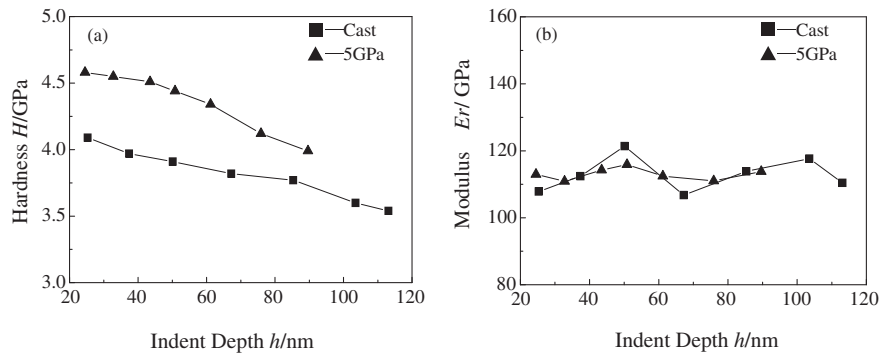 (a)
Cast
5GPa
Hardness H/GPa
5.0
4.5
4.0
3.5
3.0
20 40 60 80 100 120
Indent Depth h/nm
(b)
Cast
5GPa
Modulus Er/ GPa
160
140
120
100
80
20 40 60 80 100 120
Indent Depth h/nm